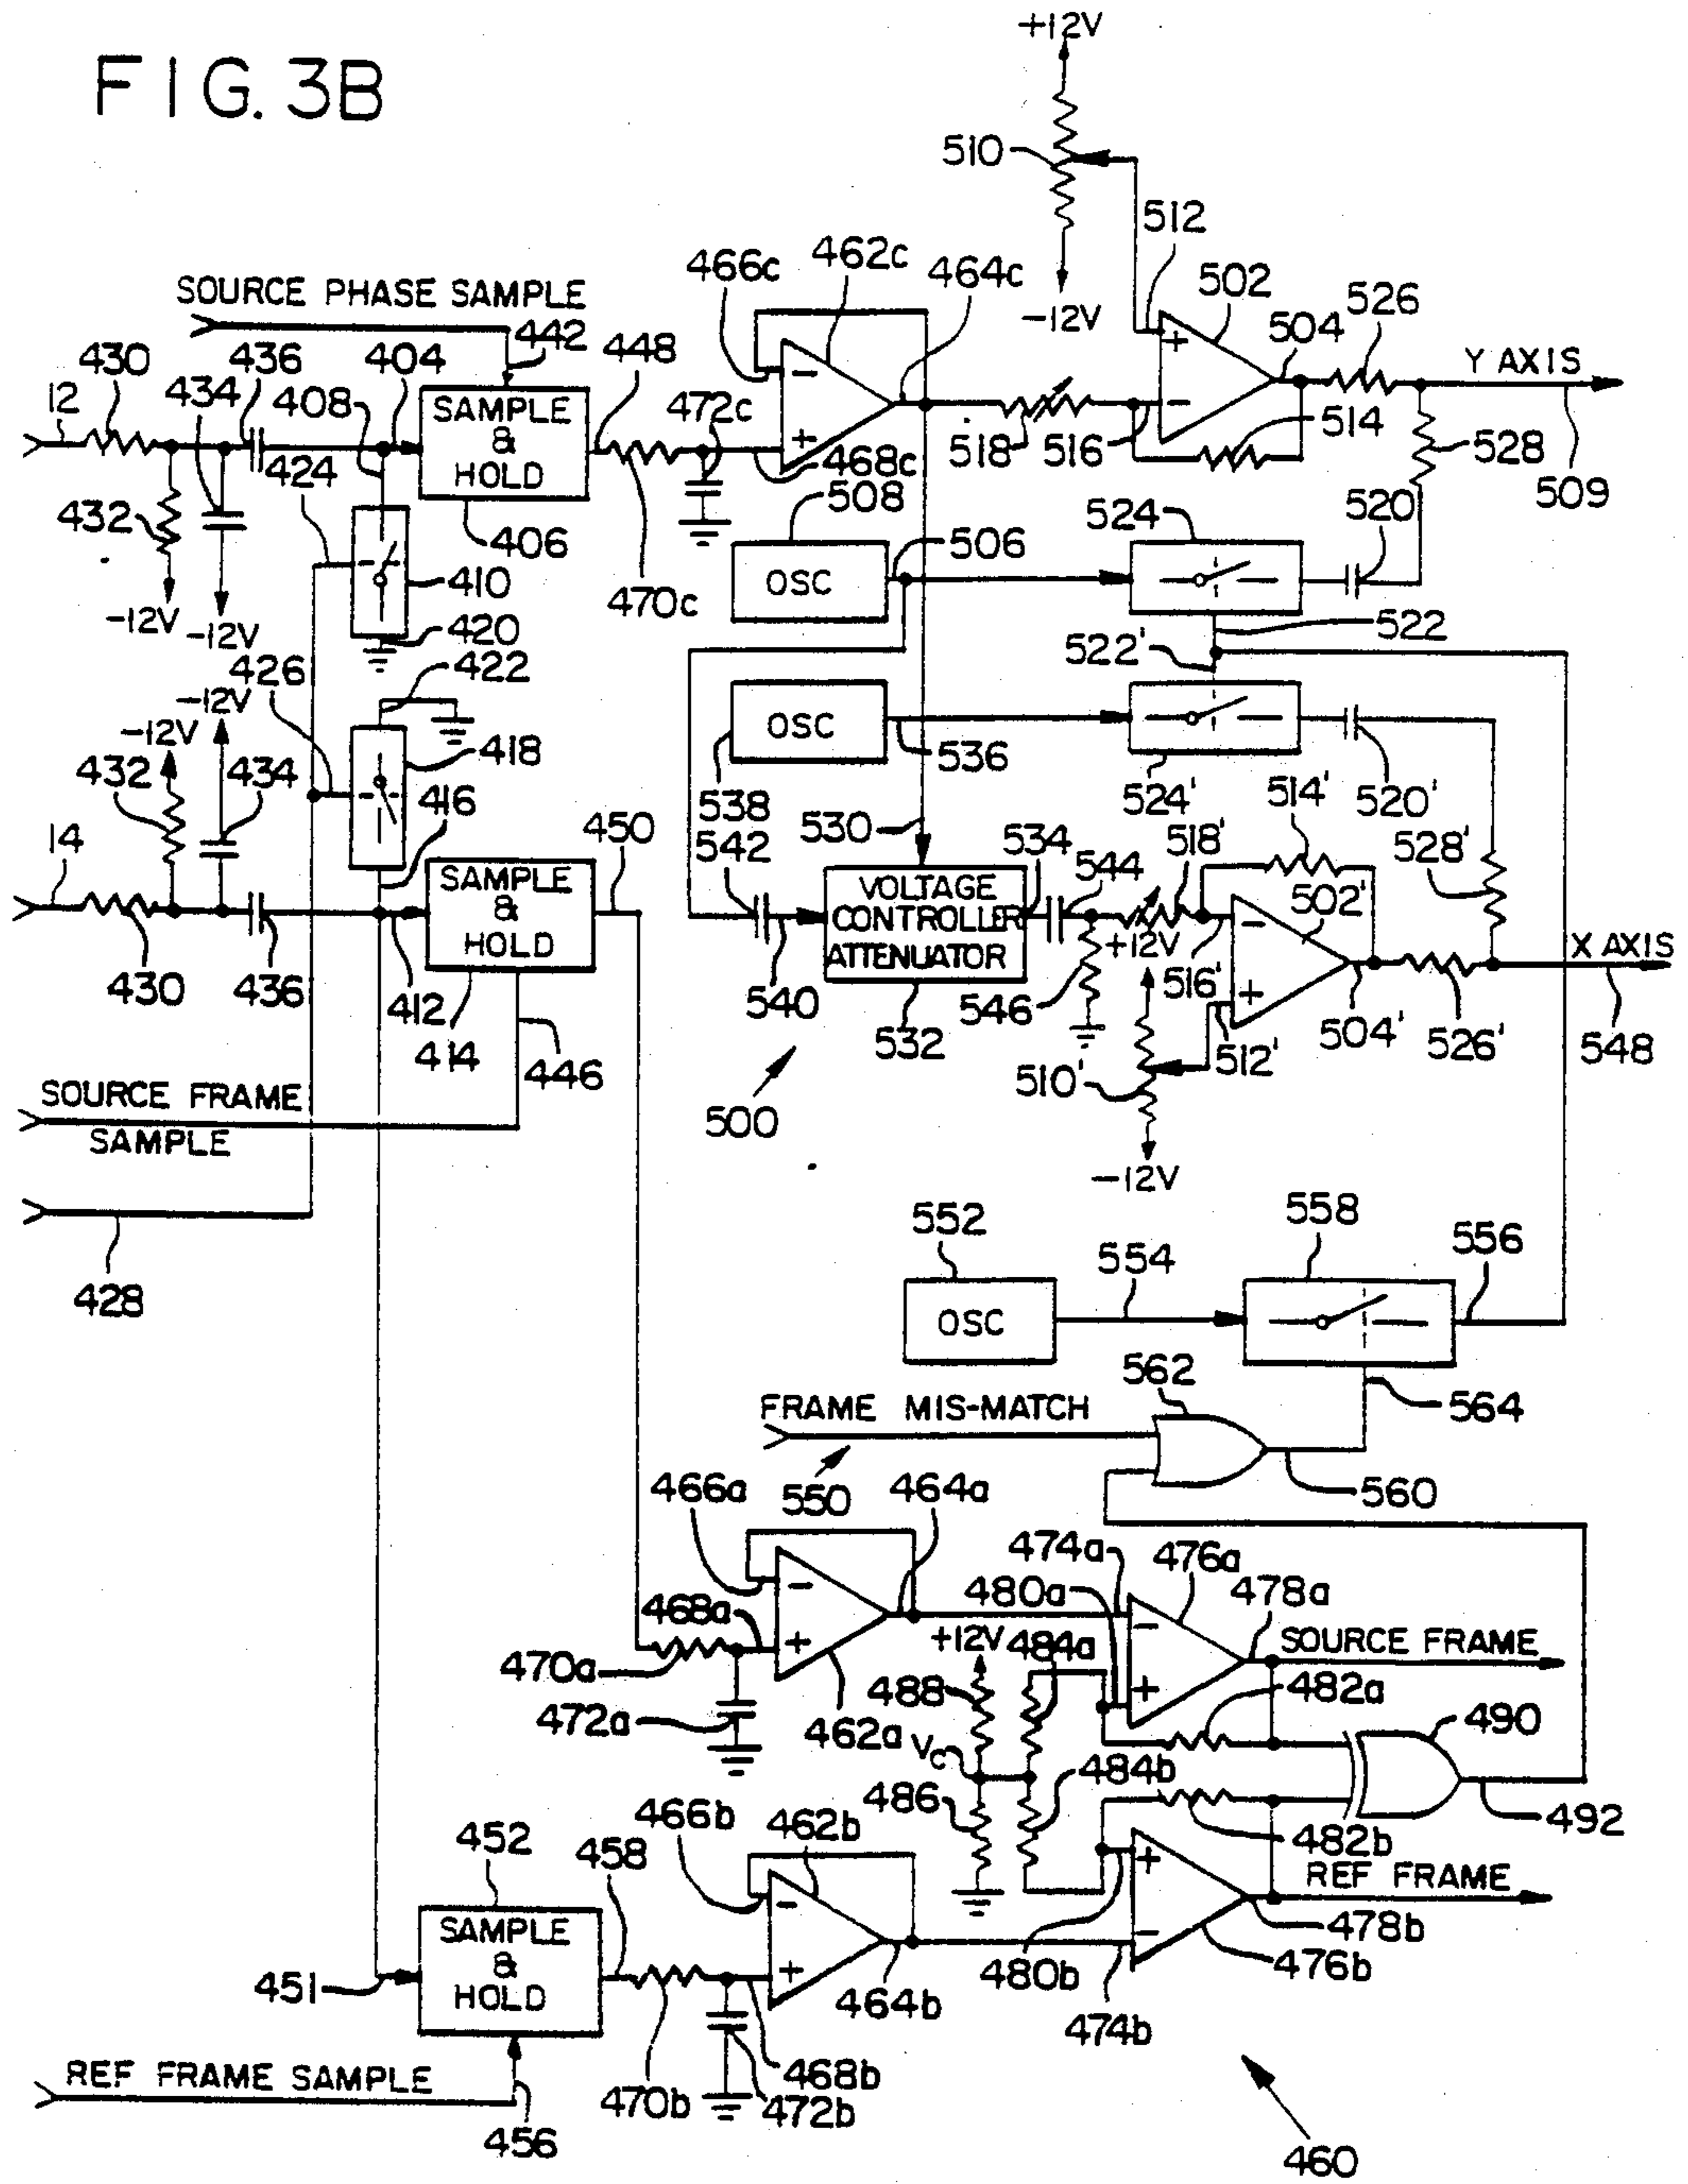 FIG. 3B
+12V
510
512
-12V
SOURCE PHASE SAMPLE
442
466c
462c
464c
502
504
526
Y AXIS
12
430
434
436
408
404
448
SAMPLE
&
HOLD
472c
468c
518
516
514
528
509
424
432
406
410
-12V
-12V
420
470c
508
OSC
506
524
520
522
522'
426
-12V
-12V
422
432
434
418
416
OSC
538
536
524'
514'
520'
528'
14
430
436
450
SAMPLE
&
HOLD
412
414
446
530
542
VOLTAGE
CONTROLLER
ATTENUATOR
534
544
518'
+12V
502'
X AXIS
540
532
546
516'
512'
504'
526'
548
500
510'
-12V
SOURCE FRAME
SAMPLE
428
552
554
558
556
OSC
562
564
FRAME MIS-MATCH
550
560
466a
464a
474a
476a
480a
478a
468a
+12V
484a
SOURCE FRAME
470a
488
482a
472a
462a
Vc
490
484b
486
492
466b
462b
482b
452
458
REF FRAME
SAMPLE
&
HOLD
478b
451
464b
480b
476b
474b
REF FRAME SAMPLE
468b
470b
472b
456
460